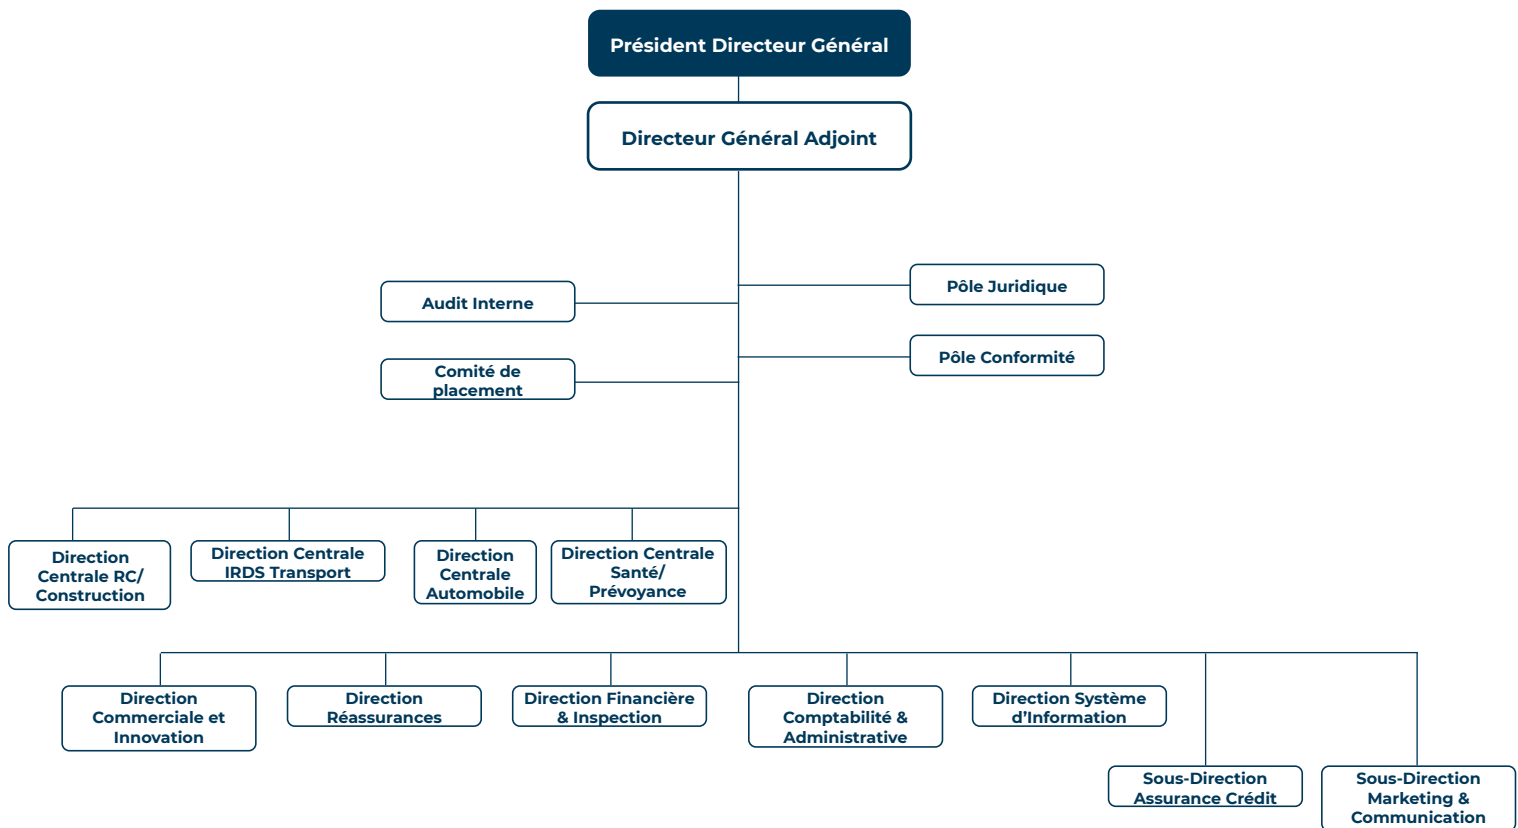 Président Directeur Général
Directeur Général Adjoint
Pôle Juridique
Audit Interne
Pôle Conformité
Comité de
placement
Direction
Centrale RC/
Construction
Direction Centrale
IRDS Transport
Direction
Centrale
Automobile
Direction Centrale
Santé/
Prévoyance
Direction
Commerciale et
Innovation
Direction
Réassurances
Direction Financière
& Inspection
Direction
Comptabilité &
Administrative
Direction Système
d’Information
Sous-Direction
Assurance Crédit
Sous-Direction
Marketing &
Communication